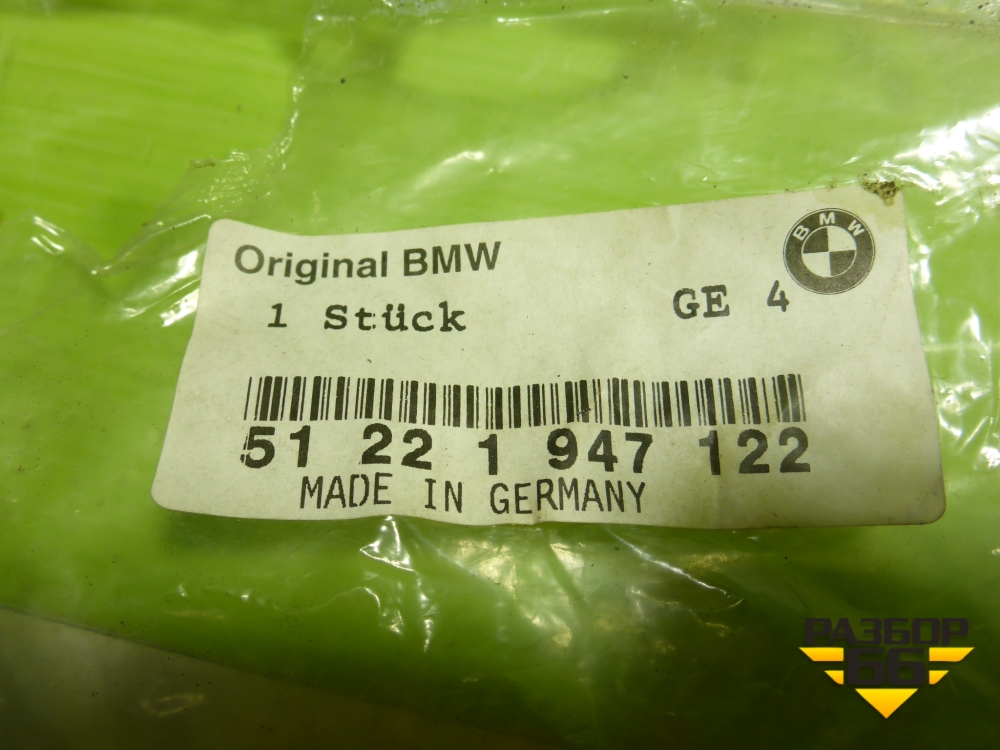 Original BMW
BMW
1 Stück
GE 4
51 22 1 947 122
MADE IN GERMANY
РАЗБОР
66